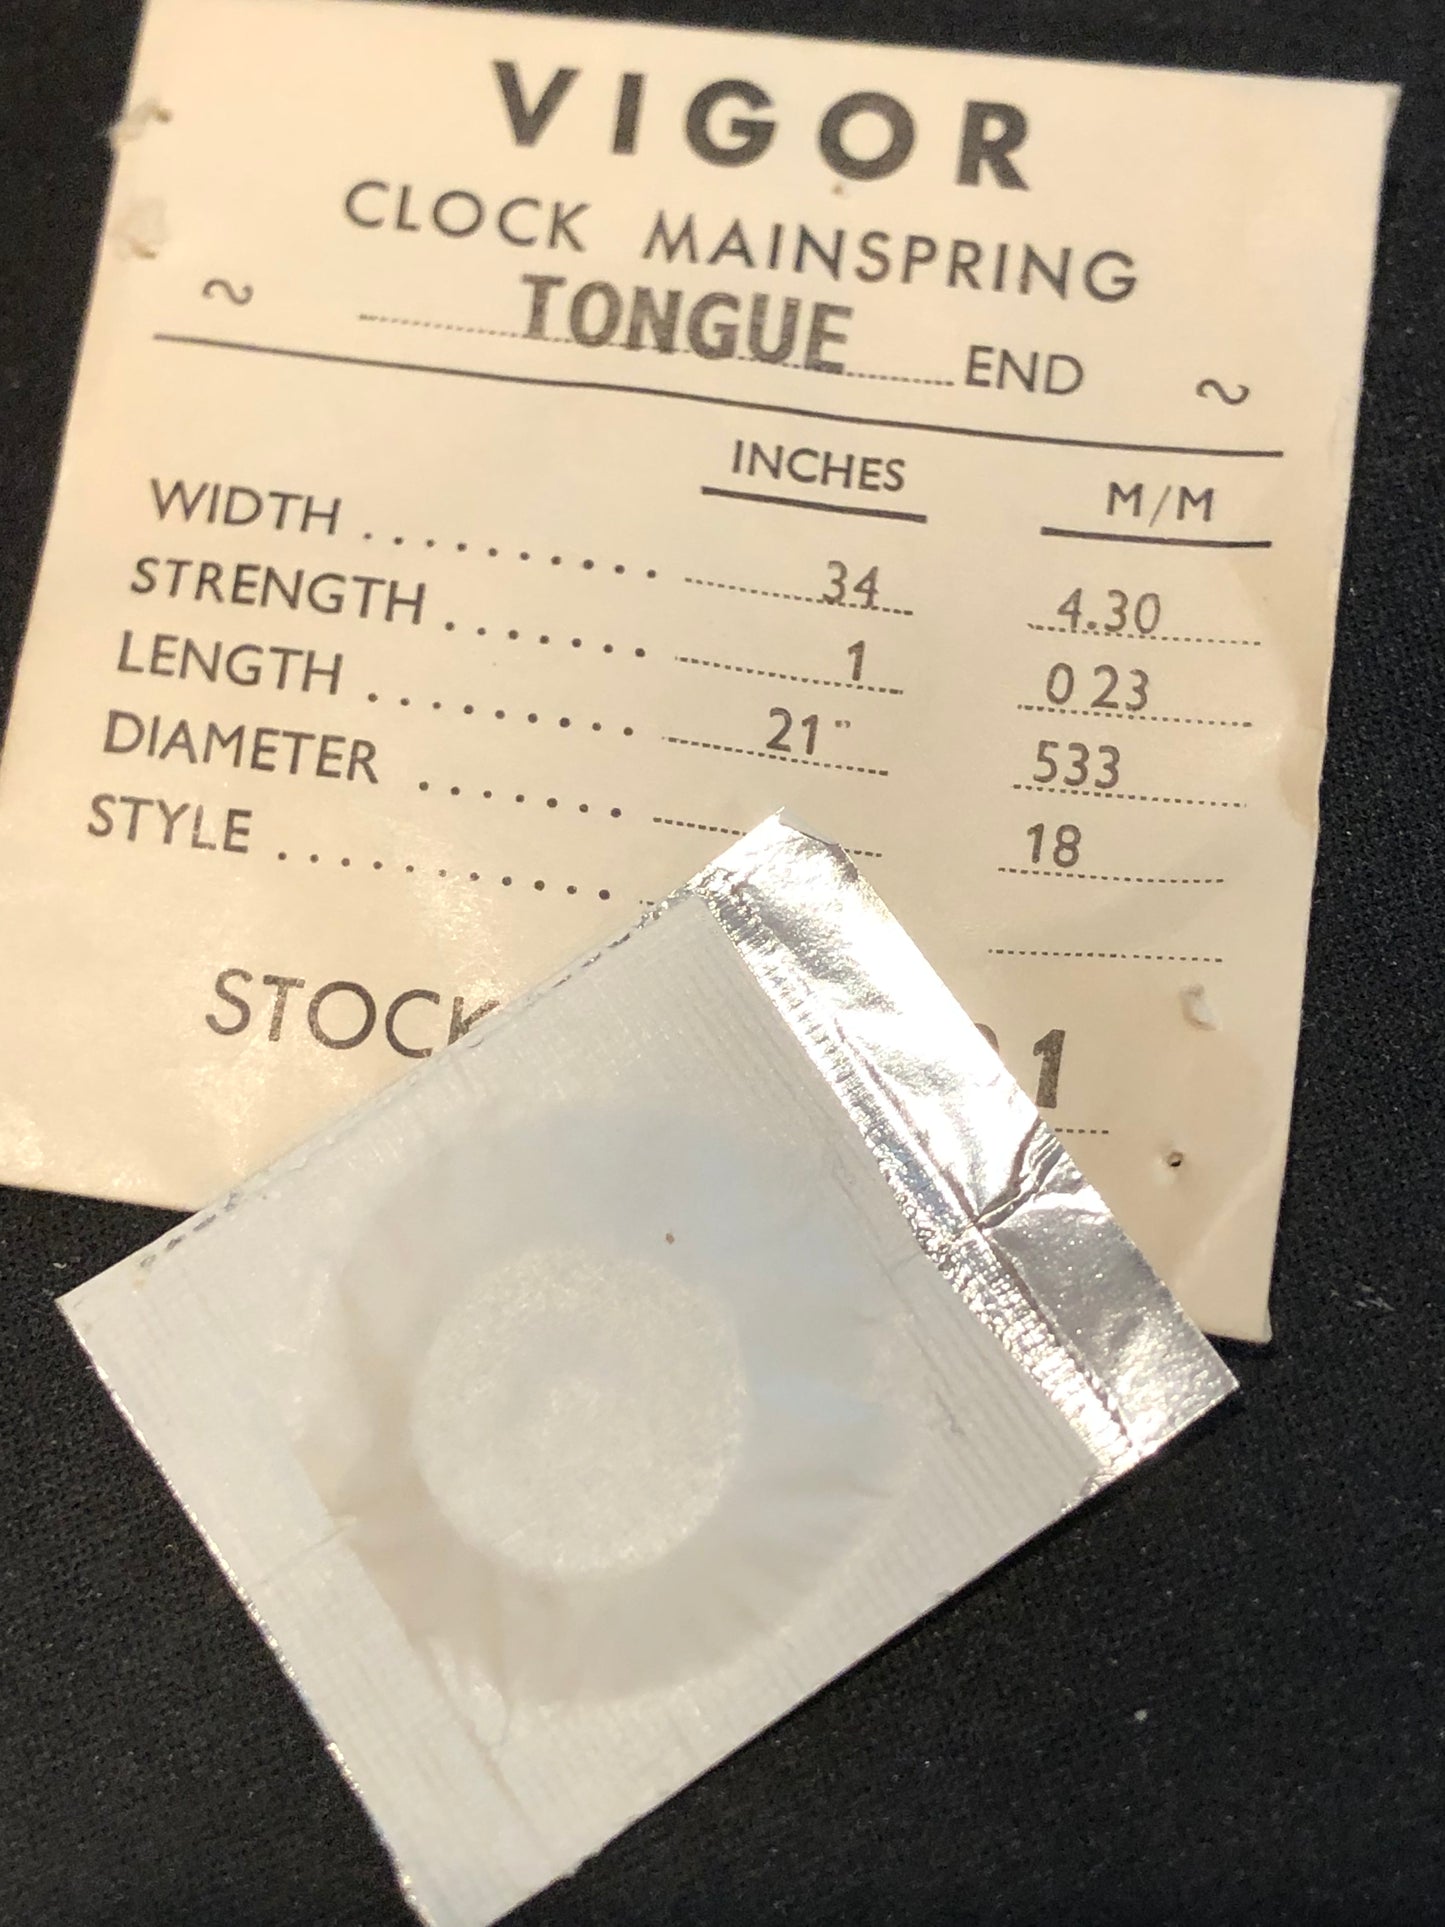 VIGOR
CLOCK MAINSPRING
~ TONGUE END ~
INCHES M/M
WIDTH .......... 34 4.30
STRENGTH ....... 1 0 23
LENGTH ......... 21" 533
DIAMETER ....... 18
STYLE ...........
STOCK 1